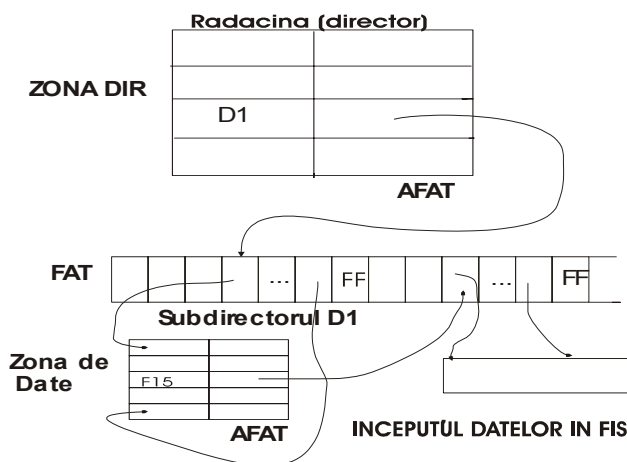 Radacina (director)
ZONA DIR
D1
AFAT
FAT
... FF ... FF
Subdirectorul D1
Zona de
Date
F15
AFAT
INCEPUTUL DATELOR IN FIS